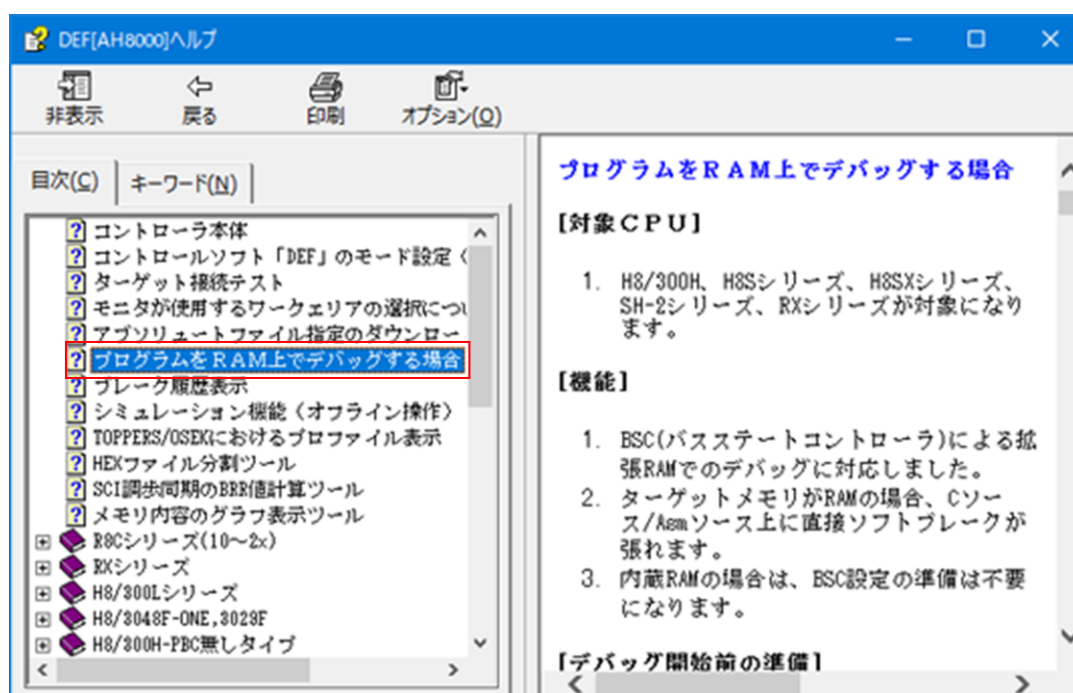 DEF[AH8000]ヘルプ
非表示 戻る 印刷 オプション(O)
目次(C) キーワード(N)
コントローラ本体
コントロールソフト「DEF」のモード設定〈
ターゲット接続テスト
モニタが使用するワークエリアの選択につい
アブソリュートファイル指定のダウンロー
プログラムをＲＡＭ上でデバッグする場合
ブレーク履歴表示
シミュレーション機能〈オフライン操作〉
TOPPERS/OSEKにおけるプロファイル表示
HEXファイル分割ツール
SCI調歩同期のBRR値計算ツール
メモリ内容のグラフ表示ツール
R8Cシリーズ(10～2x)
RXシリーズ
H8/300Lシリーズ
H8/3048F-ONE,3029F
H8/300H-PBC無しタイプ
プログラムをＲＡＭ上でデバッグする場合
[対象ＣＰＵ]
1. H8/300H、H8Sシリーズ、H8SXシリーズ、
SH-2シリーズ、RXシリーズが対象になり
ます。
[機能]
1. BSC(バスステートコントローラ)による拡
張RAMでのデバッグに対応しました。
2. ターゲットメモリがRAMの場合、Cソー
ス/Asmソース上に直接ソフトブレークが
張れます。
3. 内蔵RAMの場合は、BSC設定の準備は不要
になります。
[デバッグ開始前の準備]